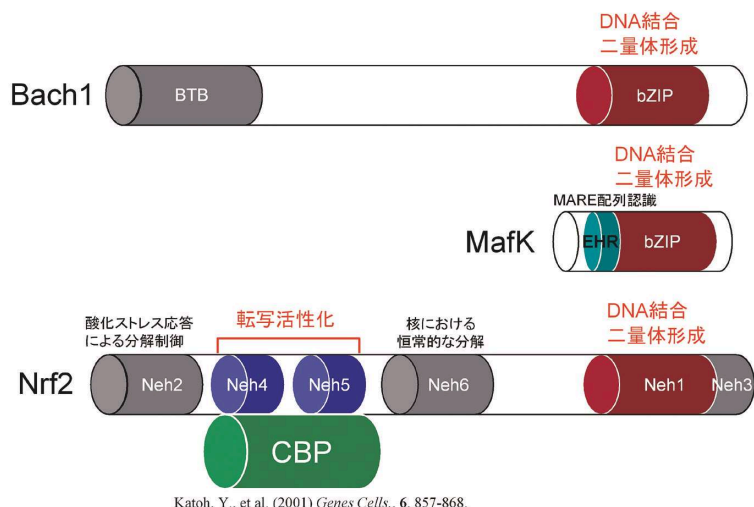 DNA結合
二量体形成
Bach1
BTB
bZIP
DNA結合
二量体形成
MARE配列認識
MafK
EHR
bZIP
酸化ストレス応答
による分解制御
転写活性化
核における
恒常的な分解
DNA結合
二量体形成
Nrf2
Neh2
Neh4
Neh5
Neh6
Neh1
Neh3
CBP
Katoh, Y., et al. (2001) Genes Cells., 6, 857-868.